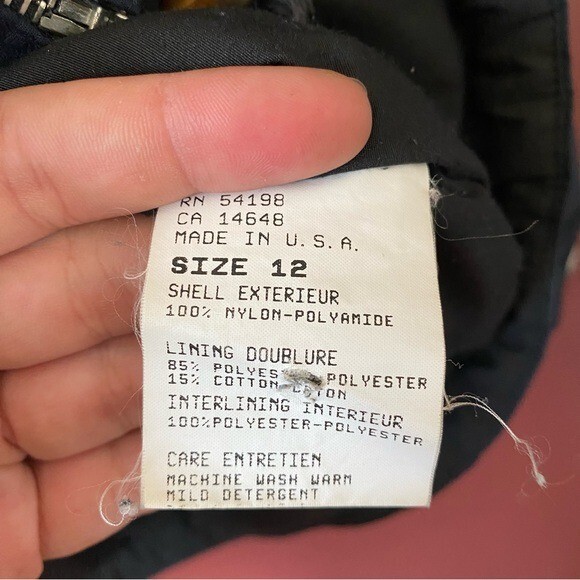 RN 54198
CA 14648
MADE IN U.S.A.
SIZE 12
SHELL EXTERIEUR
100% NYLON-POLYAMIDE
LINING DOUBLURE
85% POLYESTER
15% COTTON
INTERLINING INTERIEUR
100%POLYESTER-POLYESTER
CARE ENTRETIEN
MACHINE WASH WARM
MILD DETERGENT